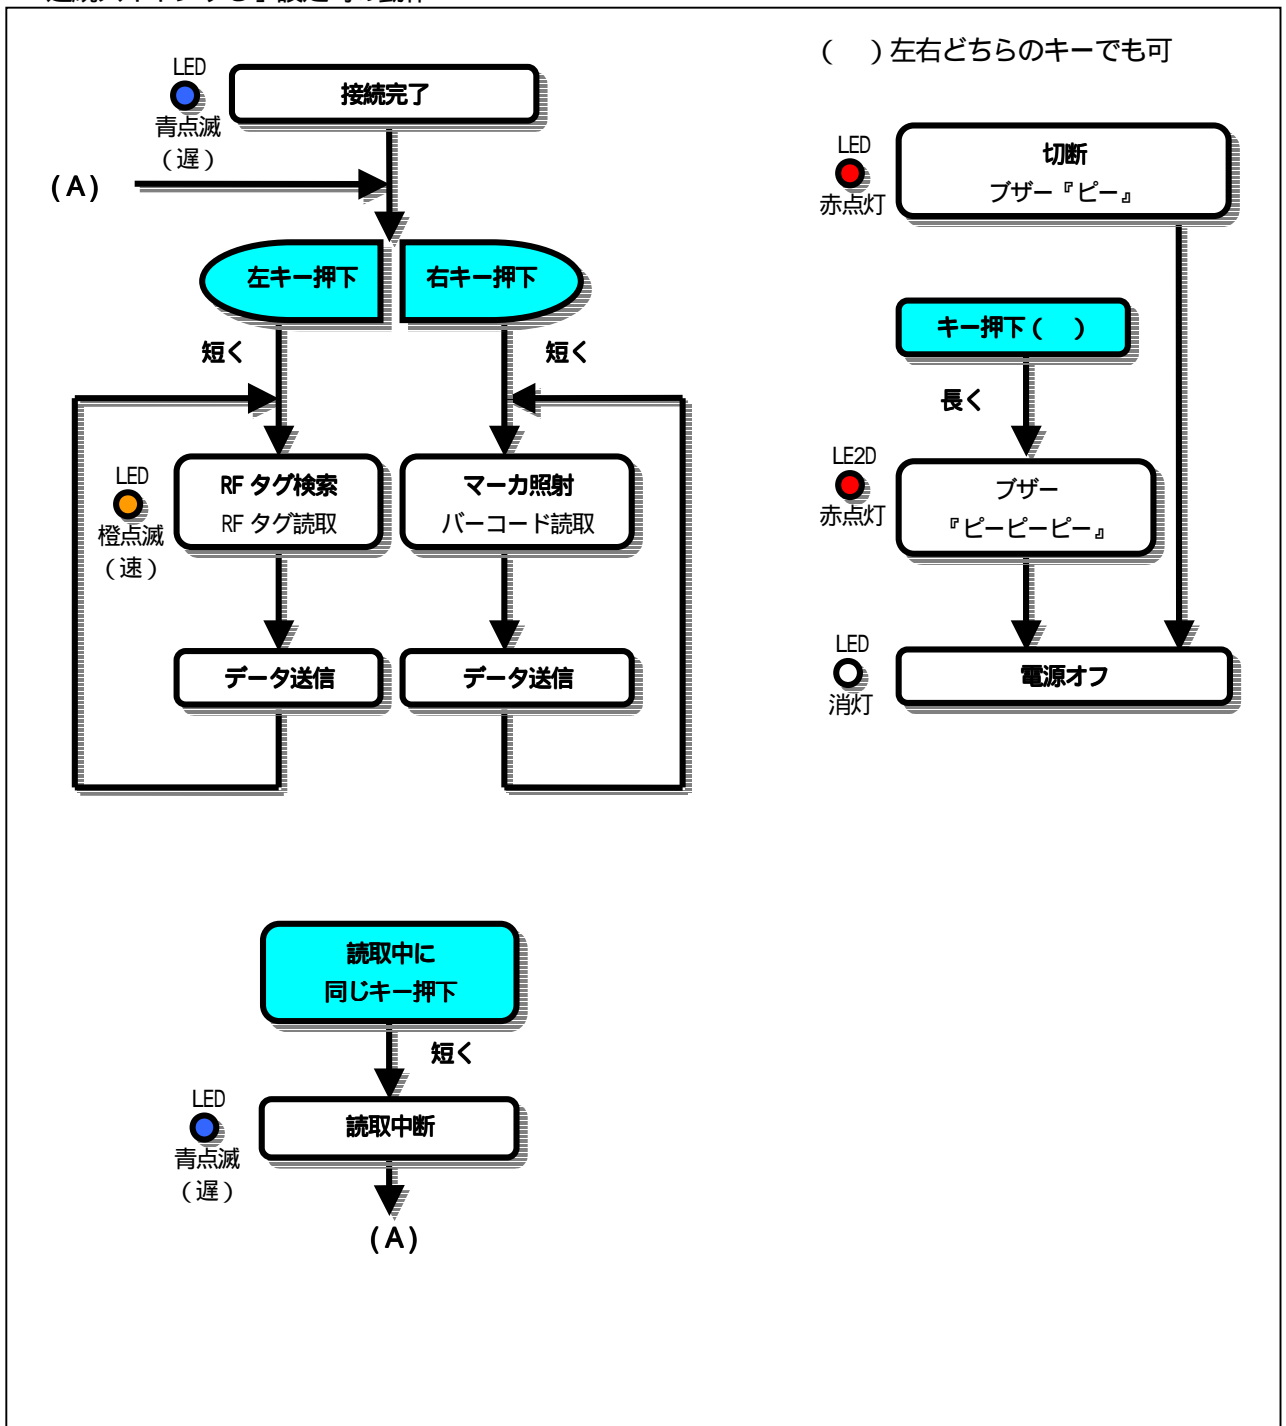 LED
青点滅
（遅）
接続完了
(A)
左キー押下
右キー押下
短く
短く
LED
橙点滅
（速）
RF タグ検索
RF タグ読取
マーカ照射
バーコード読取
データ送信
データ送信
読取中に
同じキー押下
短く
LED
青点滅
（遅）
読取中断
(A)
（　）左右どちらのキーでも可
LED
赤点灯
切断
ブザー『ピー』
キー押下（　）
長く
LE2D
赤点灯
ブザー
『ピーピーピー』
LED
消灯
電源オフ